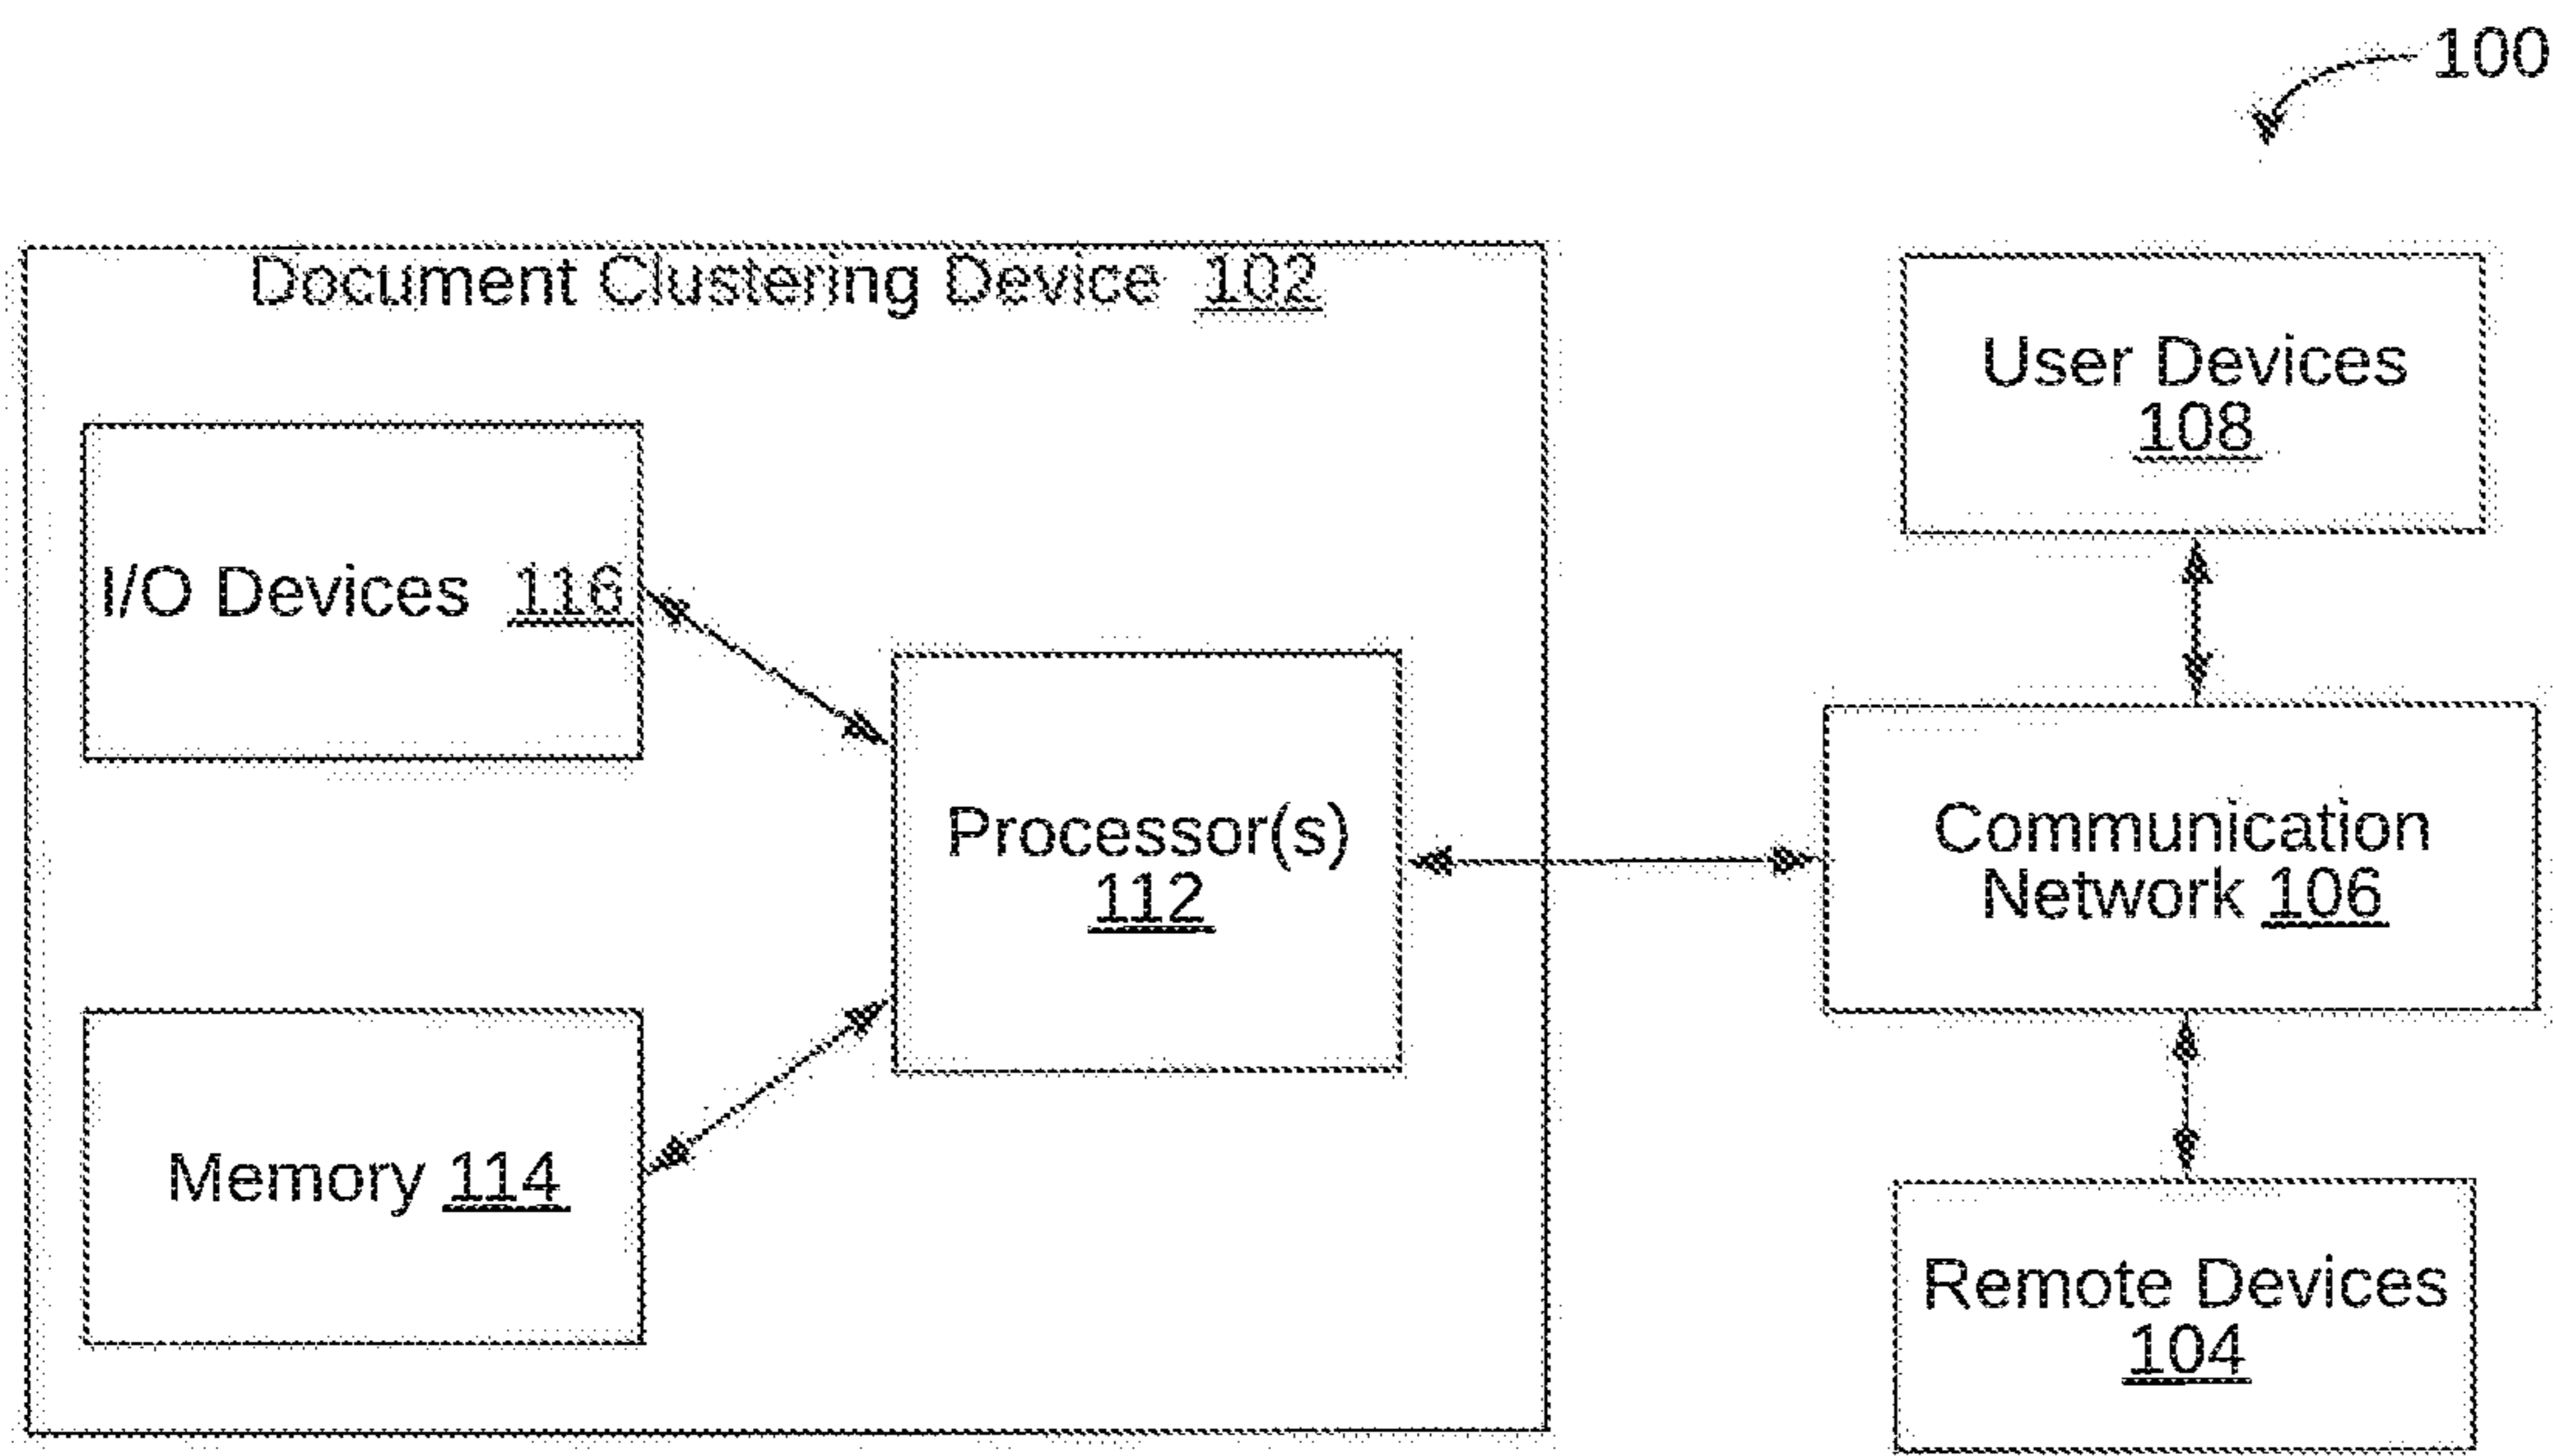 100
Document Clustering Device 102
I/O Devices 116
Processor(s)
112
Memory 114
User Devices
108
Communication
Network 106
Remote Devices
104